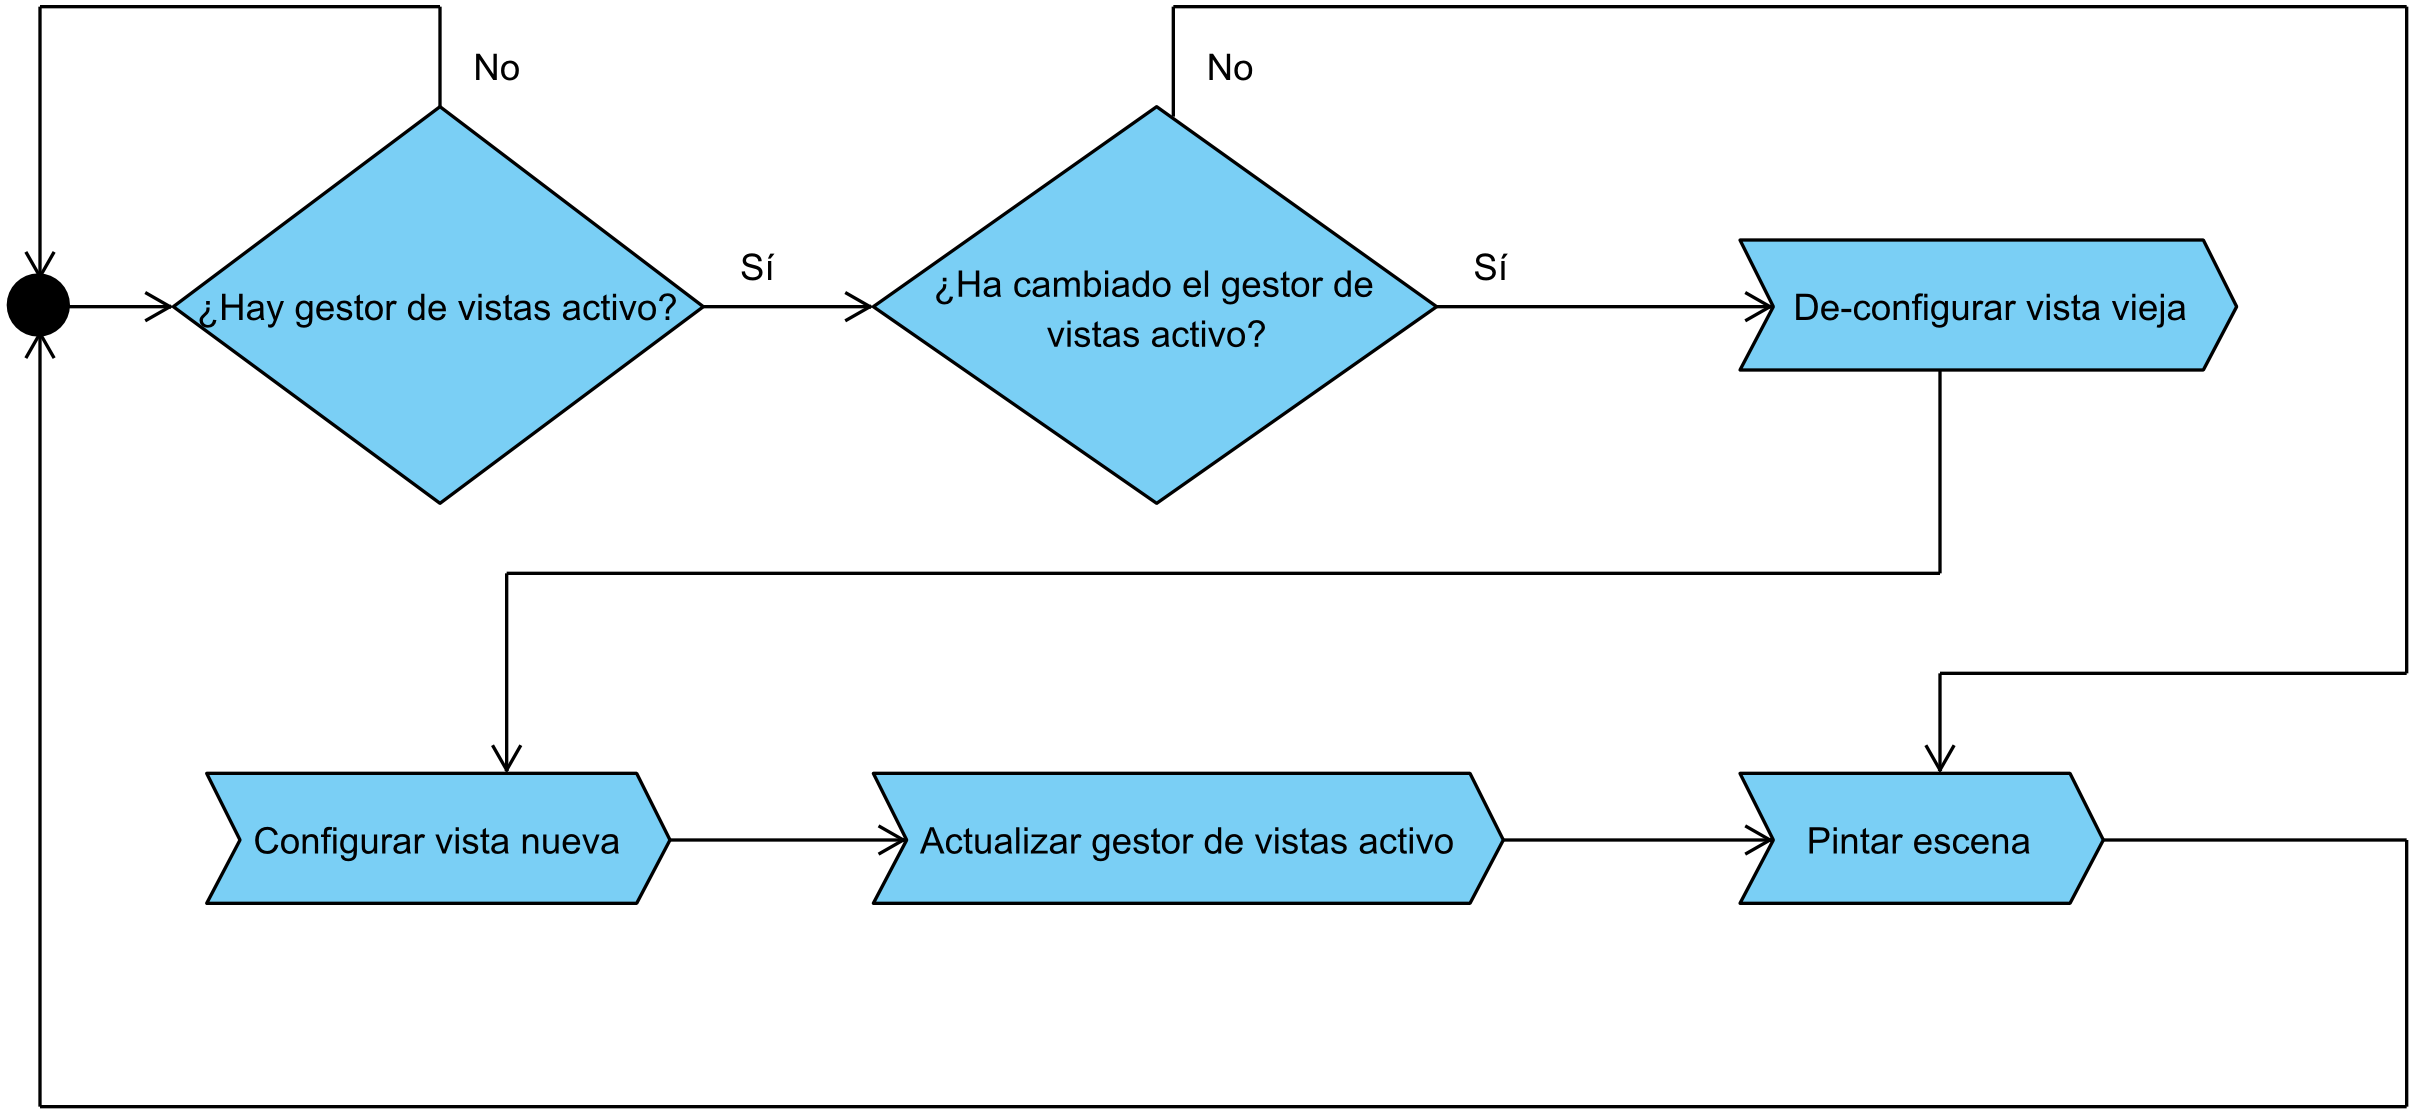 No
No
¿Hay gestor de vistas activo?
Sí
¿Ha cambiado el gestor de
vistas activo?
Sí
De-configurar vista vieja
Configurar vista nueva
Actualizar gestor de vistas activo
Pintar escena